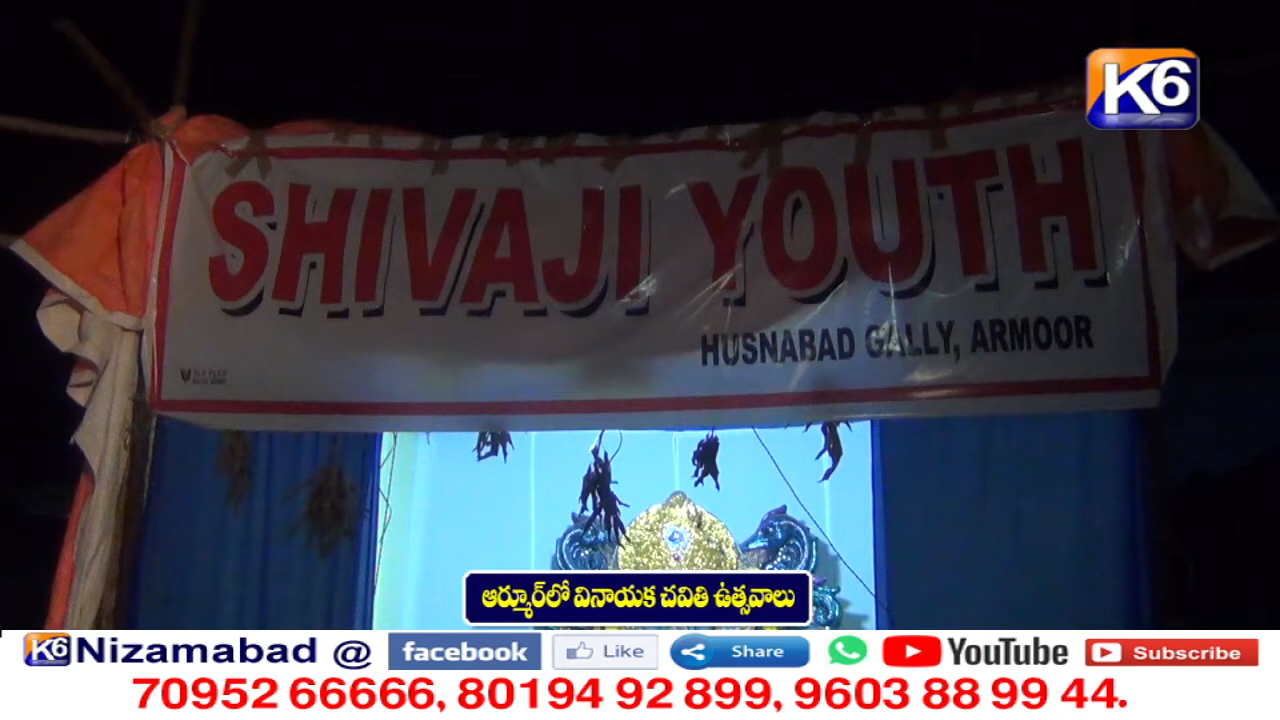 K6
SHIVAJI YOUTH
HUSNABAD GALLY, ARMOOR
ఆర్మూర్‌లో వినాయక చవితి ఉత్సవాలు
K6 Nizamabad @ facebook Like Share YouTube Subscribe
70952 66666, 80194 92 899, 9603 88 99 44.